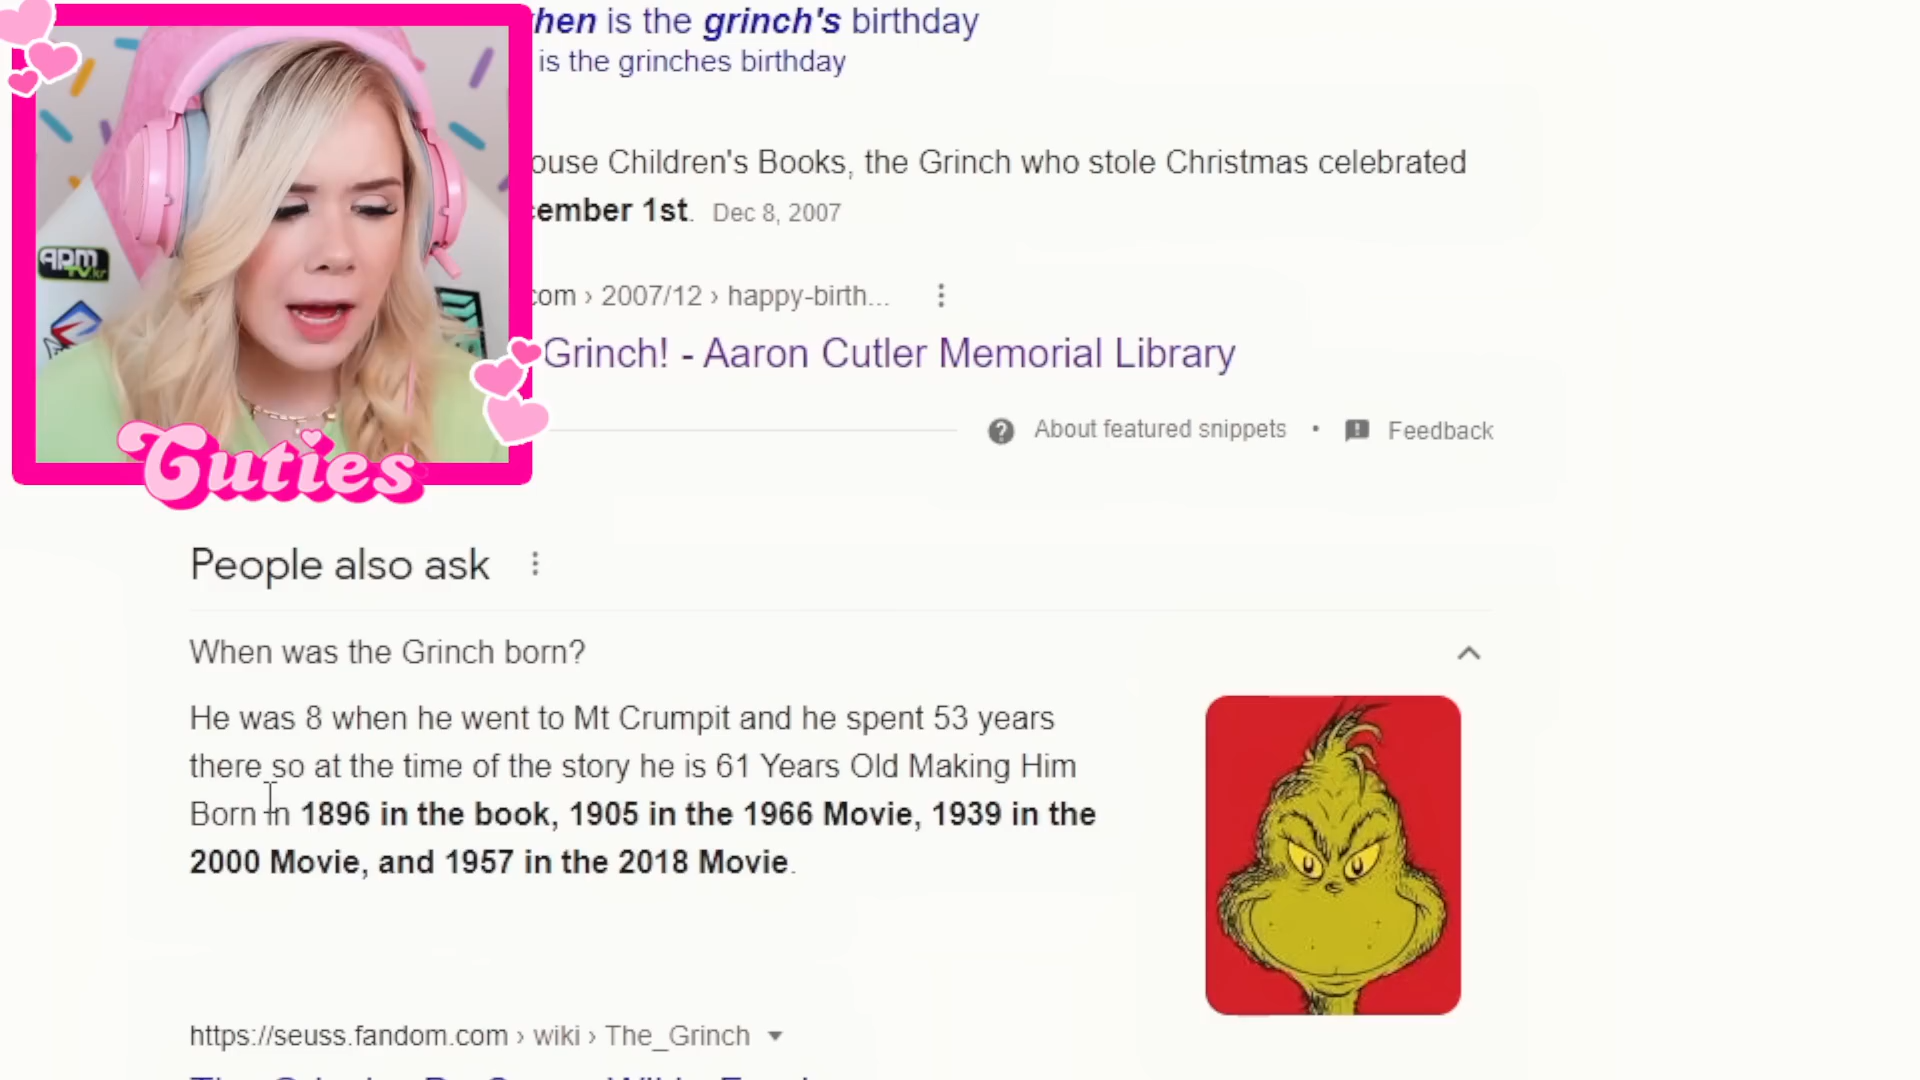 hen is the grinch's birthday
is the grinches birthday
ouse Children's Books, the Grinch who stole Christmas celebrated
cember 1st. Dec 8, 2007
apm
TV.kr
com › 2007/12 › happy-birth...
Grinch! - Aaron Cutler Memorial Library
About featured snippets • Feedback
Cuties
People also ask
When was the Grinch born?
He was 8 when he went to Mt Crumpit and he spent 53 years
there so at the time of the story he is 61 Years Old Making Him
Born in 1896 in the book, 1905 in the 1966 Movie, 1939 in the
2000 Movie, and 1957 in the 2018 Movie.
https://seuss.fandom.com › wiki › The_Grinch